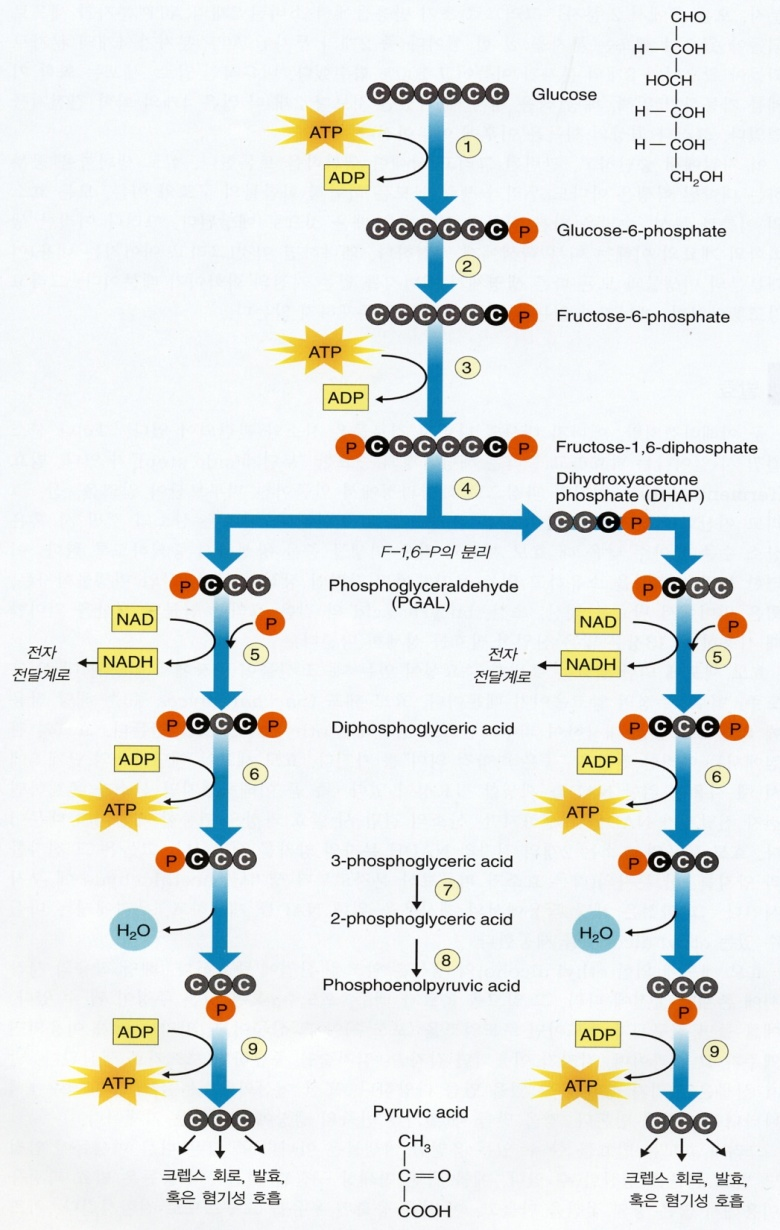 CHO
H — COH
HOCH
H — COH
H — COH
CH₂OH
C C C C C C Glucose
ATP
ADP
1
C C C C C C P Glucose-6-phosphate
2
C C C C C C P Fructose-6-phosphate
ATP
ADP
3
P C C C C C C P Fructose-1,6-diphosphate
4
Dihydroxyacetone
phosphate (DHAP)
C C C P
F-1,6-P의 분리
P C C C
Phosphoglyceraldehyde
(PGAL)
P C C C
NAD
P
5
NADH
전자
전달계로
NAD
P
5
NADH
전자
전달계로
P C C C P
Diphosphoglyceric acid
P C C C P
ADP
6
ATP
ADP
6
ATP
P C C C
3-phosphoglyceric acid
P C C C
7
2-phosphoglyceric acid
H₂O
H₂O
8
Phosphoenolpyruvic acid
C C C
P
C C C
P
ADP
9
ATP
ADP
9
ATP
C C C
Pyruvic acid
C C C
CH₃
C=O
COOH
크렙스 회로, 발효,
혹은 혐기성 호흡
크렙스 회로, 발효,
혹은 혐기성 호흡